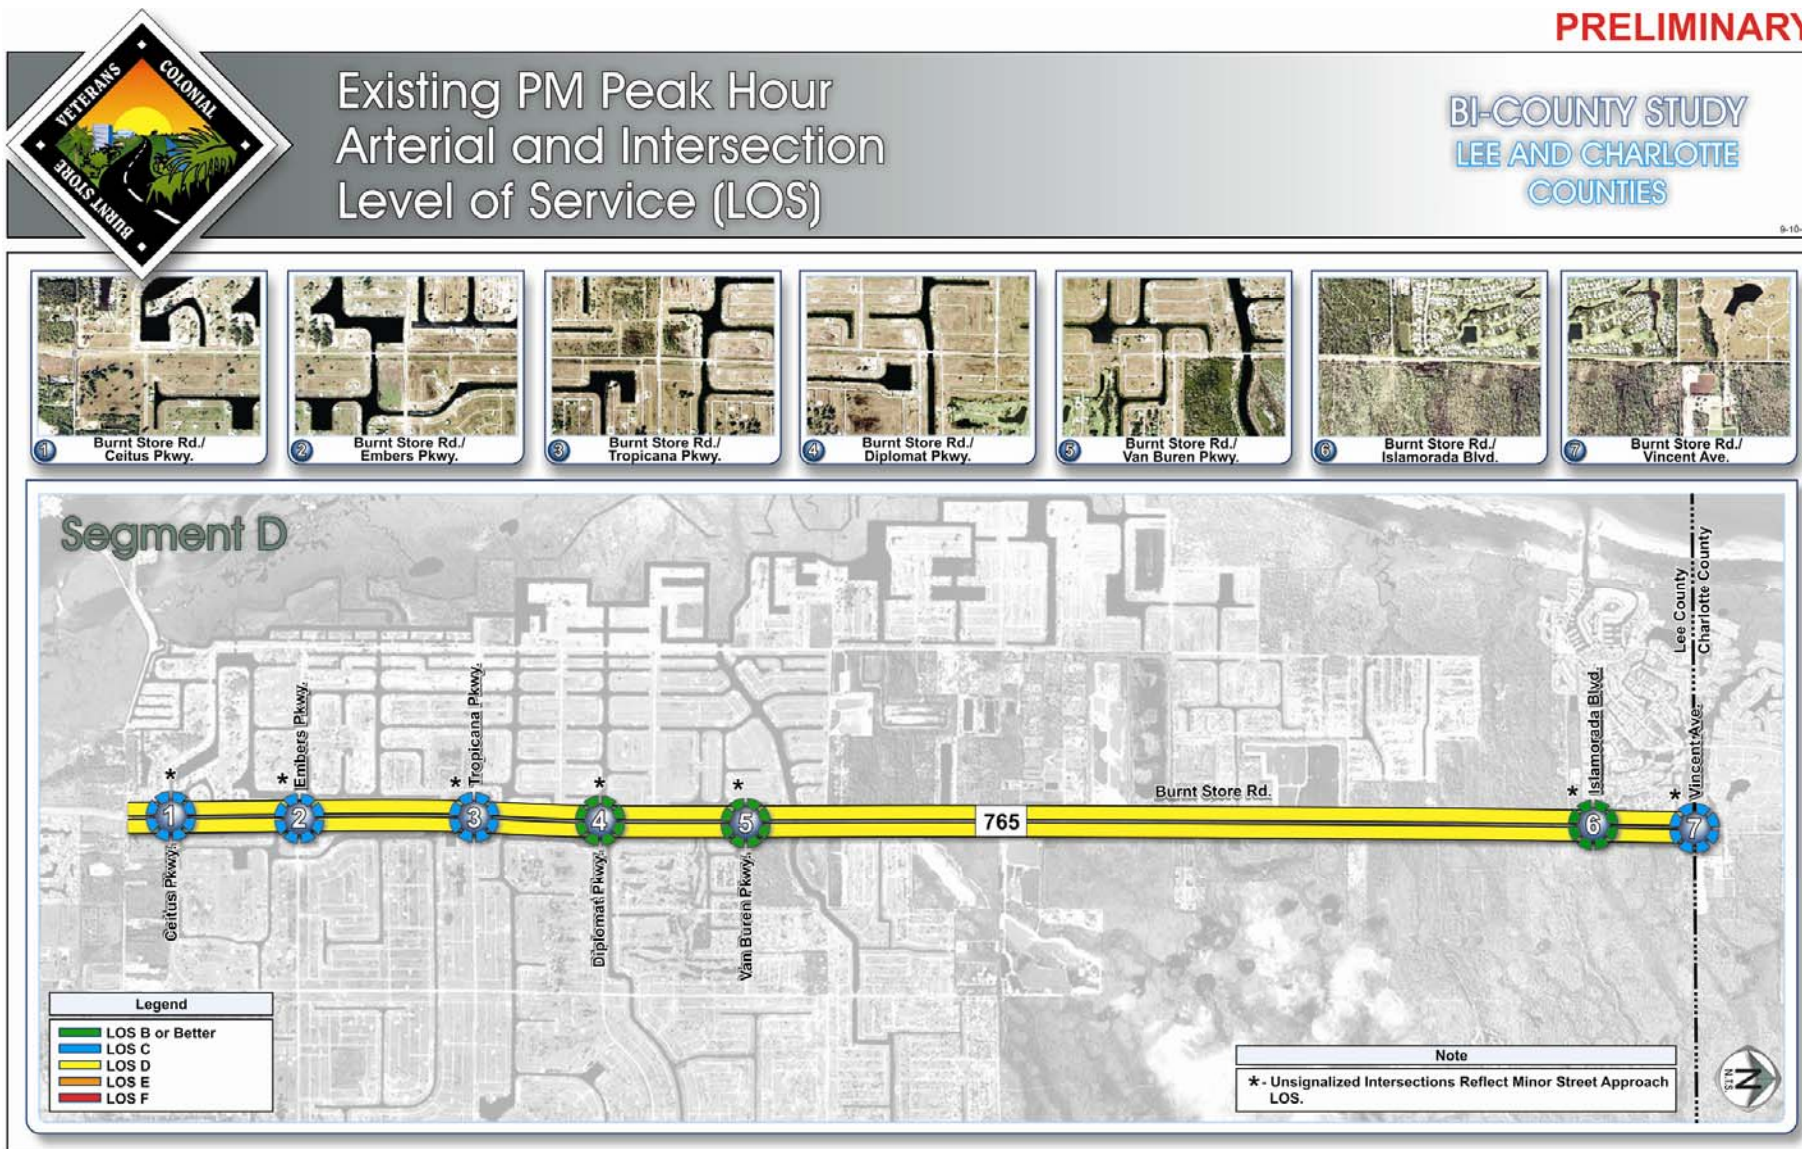 PRELIMINARY
VETERANS
COLONIAL
BURNT STORE
Existing PM Peak Hour
Arterial and Intersection
Level of Service (LOS)
BI-COUNTY STUDY
LEE AND CHARLOTTE
COUNTIES
9-10-
1
Burnt Store Rd./
Ceitus Pkwy.
2
Burnt Store Rd./
Embers Pkwy.
3
Burnt Store Rd./
Tropicana Pkwy.
4
Burnt Store Rd./
Diplomat Pkwy.
5
Burnt Store Rd./
Van Buren Pkwy.
6
Burnt Store Rd./
Islamorada Blvd.
7
Burnt Store Rd./
Vincent Ave.
Segment D
Lee County
Charlotte County
Embers Pkwy.
Tropicana Pkwy.
Islamorada Blvd.
Vincent Ave.
* * * * * * *
Burnt Store Rd.
1 2 3 4 5 765 6 7
Ceitus Pkwy.
Diplomat Pkwy.
Van Buren Pkwy.
Legend
LOS B or Better
LOS C
LOS D
LOS E
LOS F
Note
* - Unsignalized Intersections Reflect Minor Street Approach
LOS.
N
N.T.S.